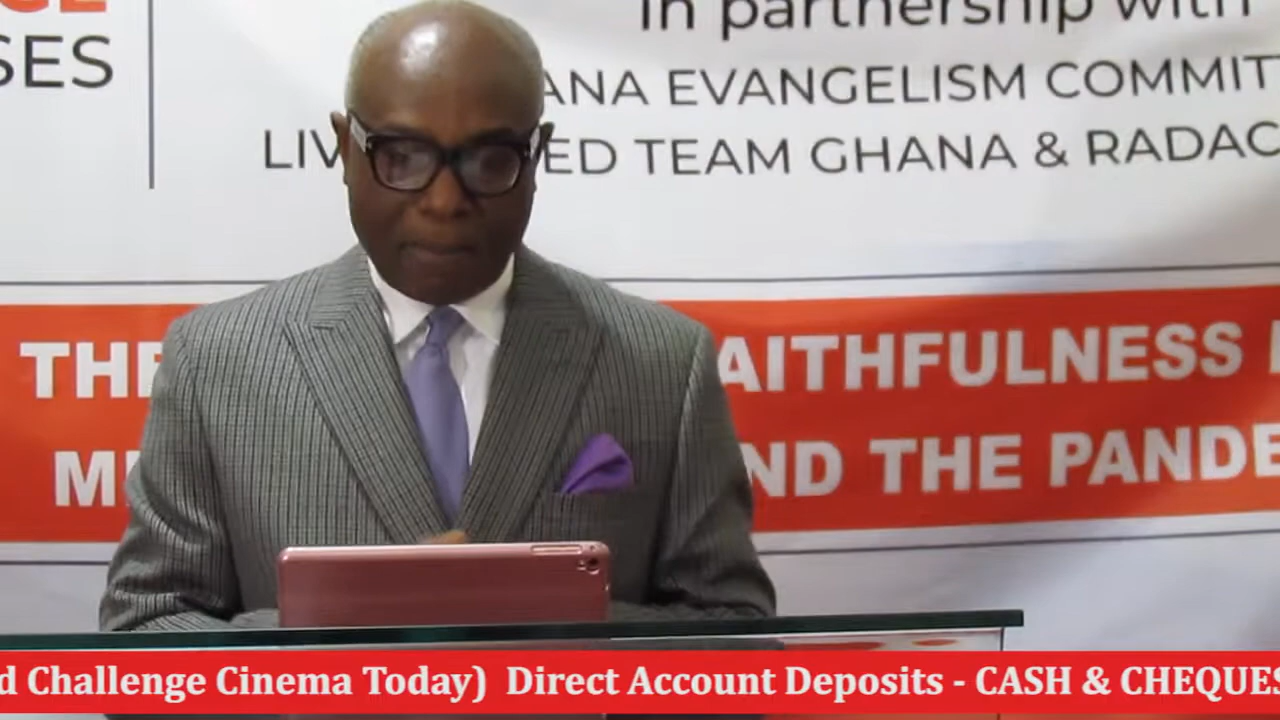 SES
in partnership with
ANA EVANGELISM COMMIT
LIV ED TEAM GHANA & RADAC
THE AITHFULNESS
M ND THE PANDE
d Challenge Cinema Today) Direct Account Deposits - CASH & CHEQUES